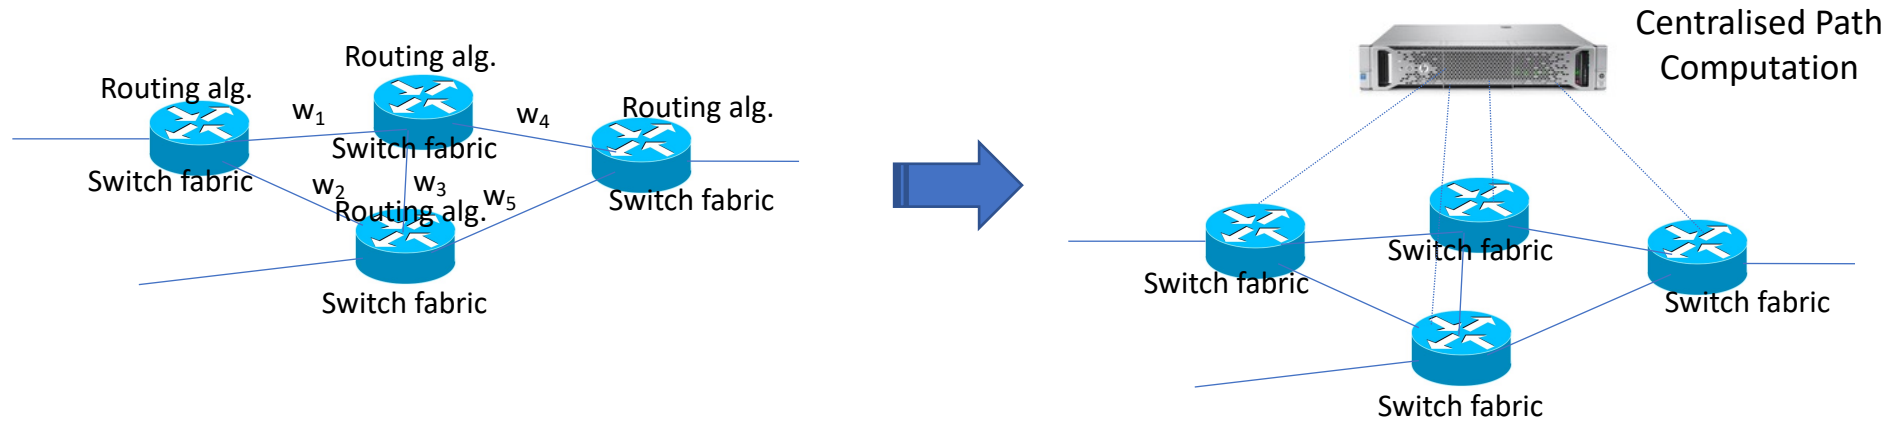 Routing alg.
Routing alg.
Routing alg.
w₁
w₄
Switch fabric
Switch fabric
w₂
w₃
w₅
Switch fabric
Routing alg.
Switch fabric
Centralised Path
Computation
Switch fabric
Switch fabric
Switch fabric
Switch fabric